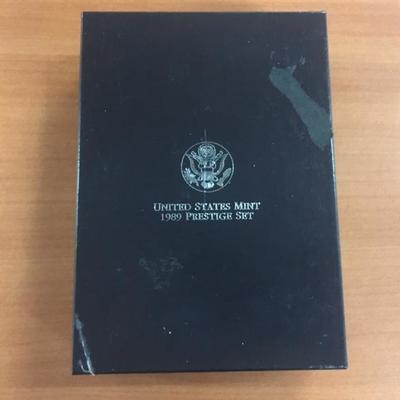 UNITED STATES MINT
1989 PRESTIGE SET